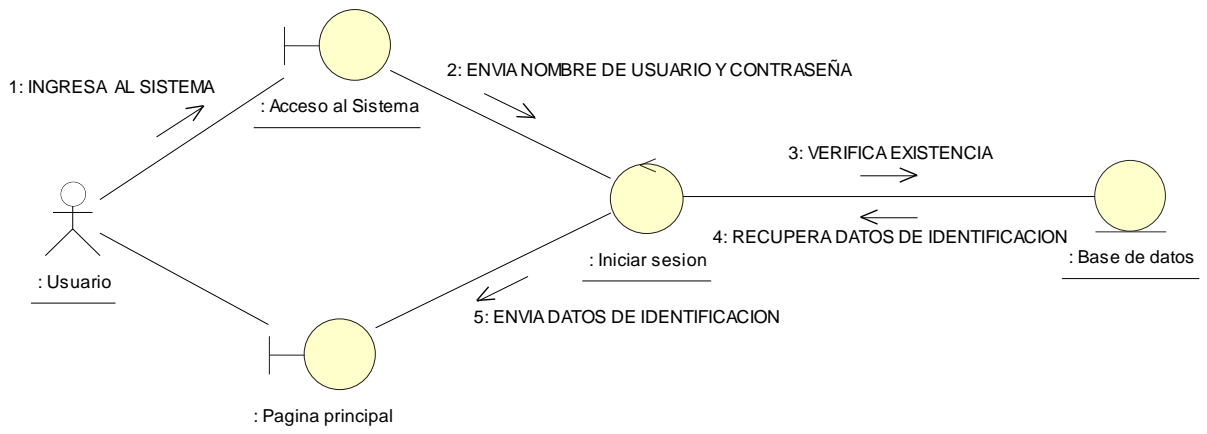 1: INGRESA AL SISTEMA
: Acceso al Sistema
2: ENVIA NOMBRE DE USUARIO Y CONTRASEÑA
3: VERIFICA EXISTENCIA
4: RECUPERA DATOS DE IDENTIFICACION
: Base de datos
: Iniciar sesion
: Usuario
5: ENVIA DATOS DE IDENTIFICACION
: Pagina principal